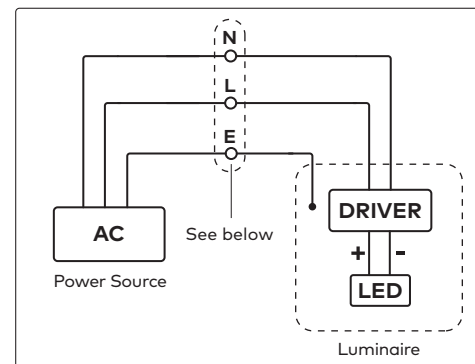 N
L
E
AC
See below
DRIVER
+ -
LED
Power Source
Luminaire